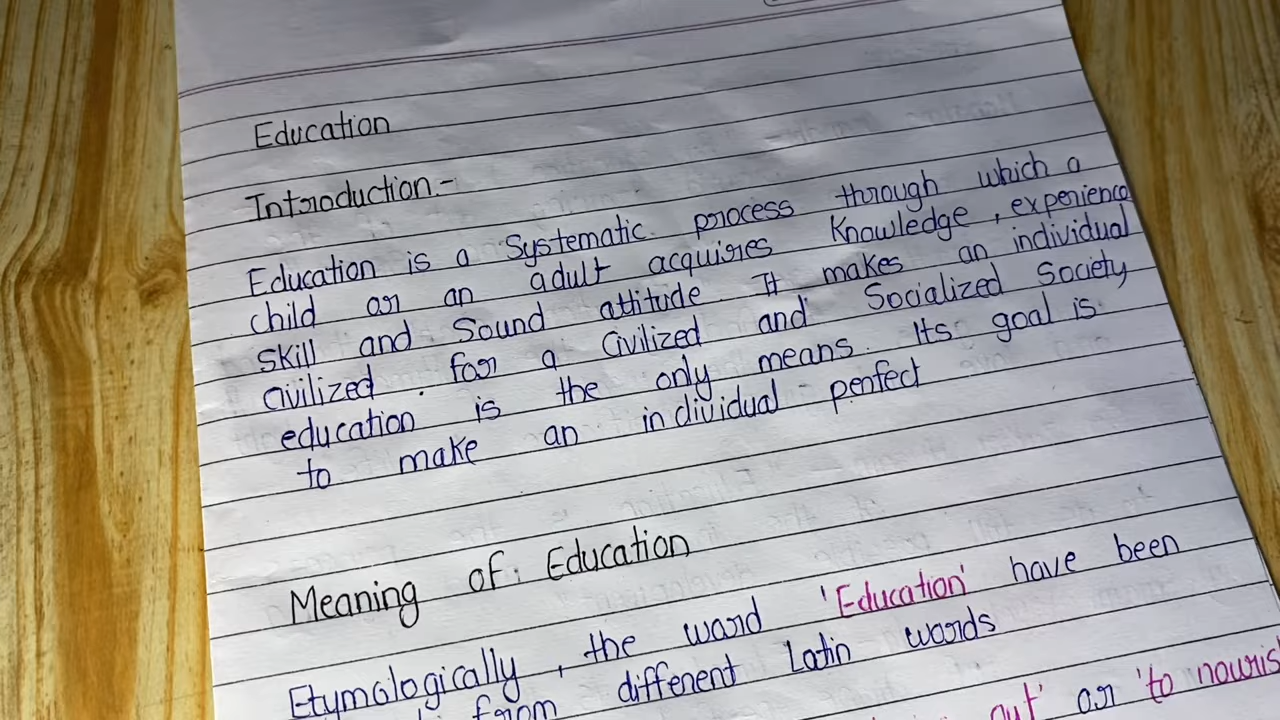 Education
Introduction:-
Education is a Systematic process through which a
child or an adult acquires Knowledge, experience
skill and Sound attitude. It makes an individual
civilized. for a Civilized and Socialized Society
education is the only means. Its goal is
to make an individual perfect
Meaning of: Education
Etymologically, the word 'Education' have been
from different Latin words
out' or 'to nouris